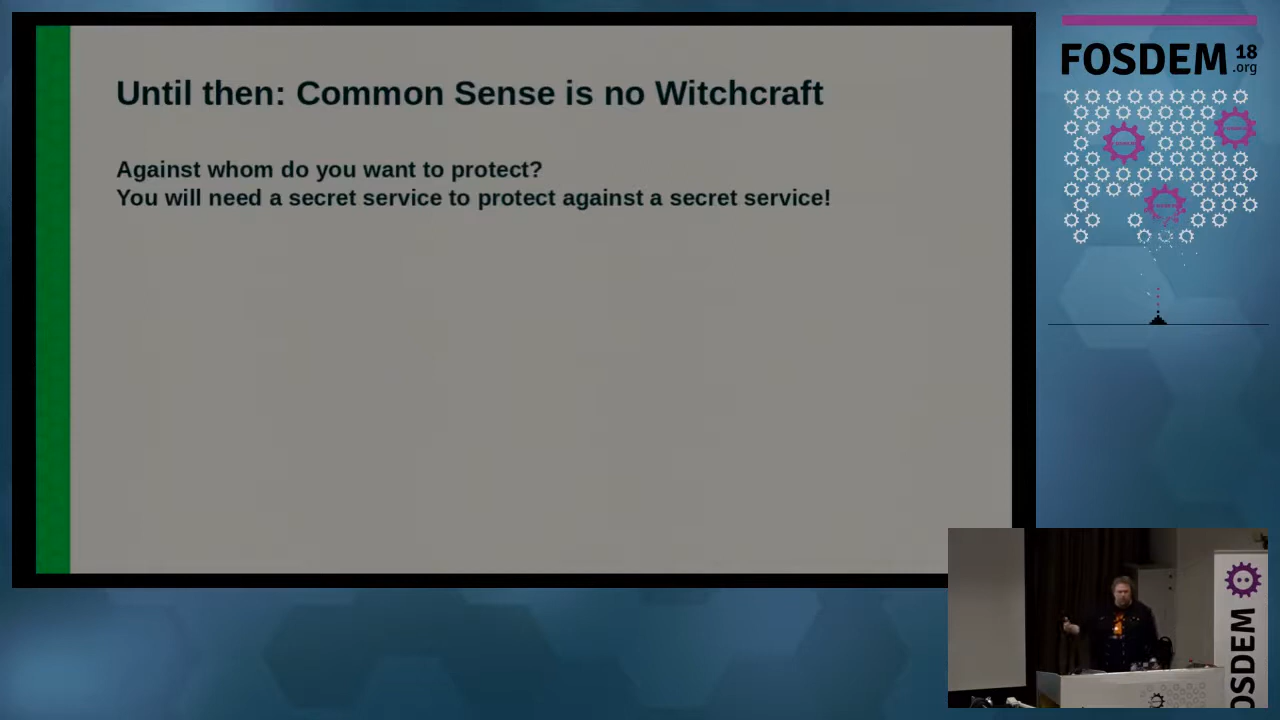 Until then: Common Sense is no Witchcraft
Against whom do you want to protect?
You will need a secret service to protect against a secret service!
FOSDEM 18
.org
FOSDEM